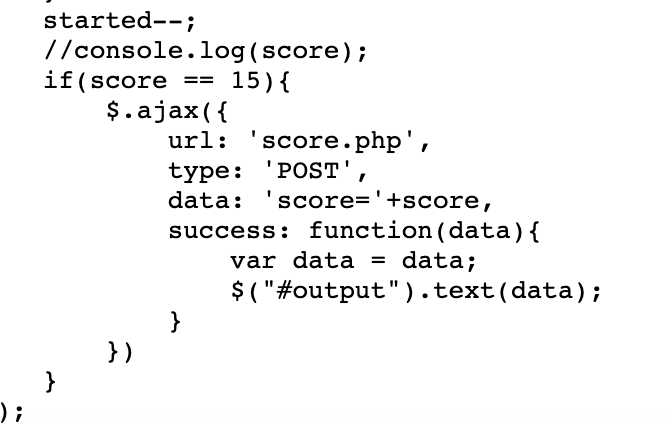 started--;
//console.log(score);
if(score == 15){
$.ajax({
url: 'score.php',
type: 'POST',
data: 'score='+score,
success: function(data){
var data = data;
$("#output").text(data);
}
})
}
);